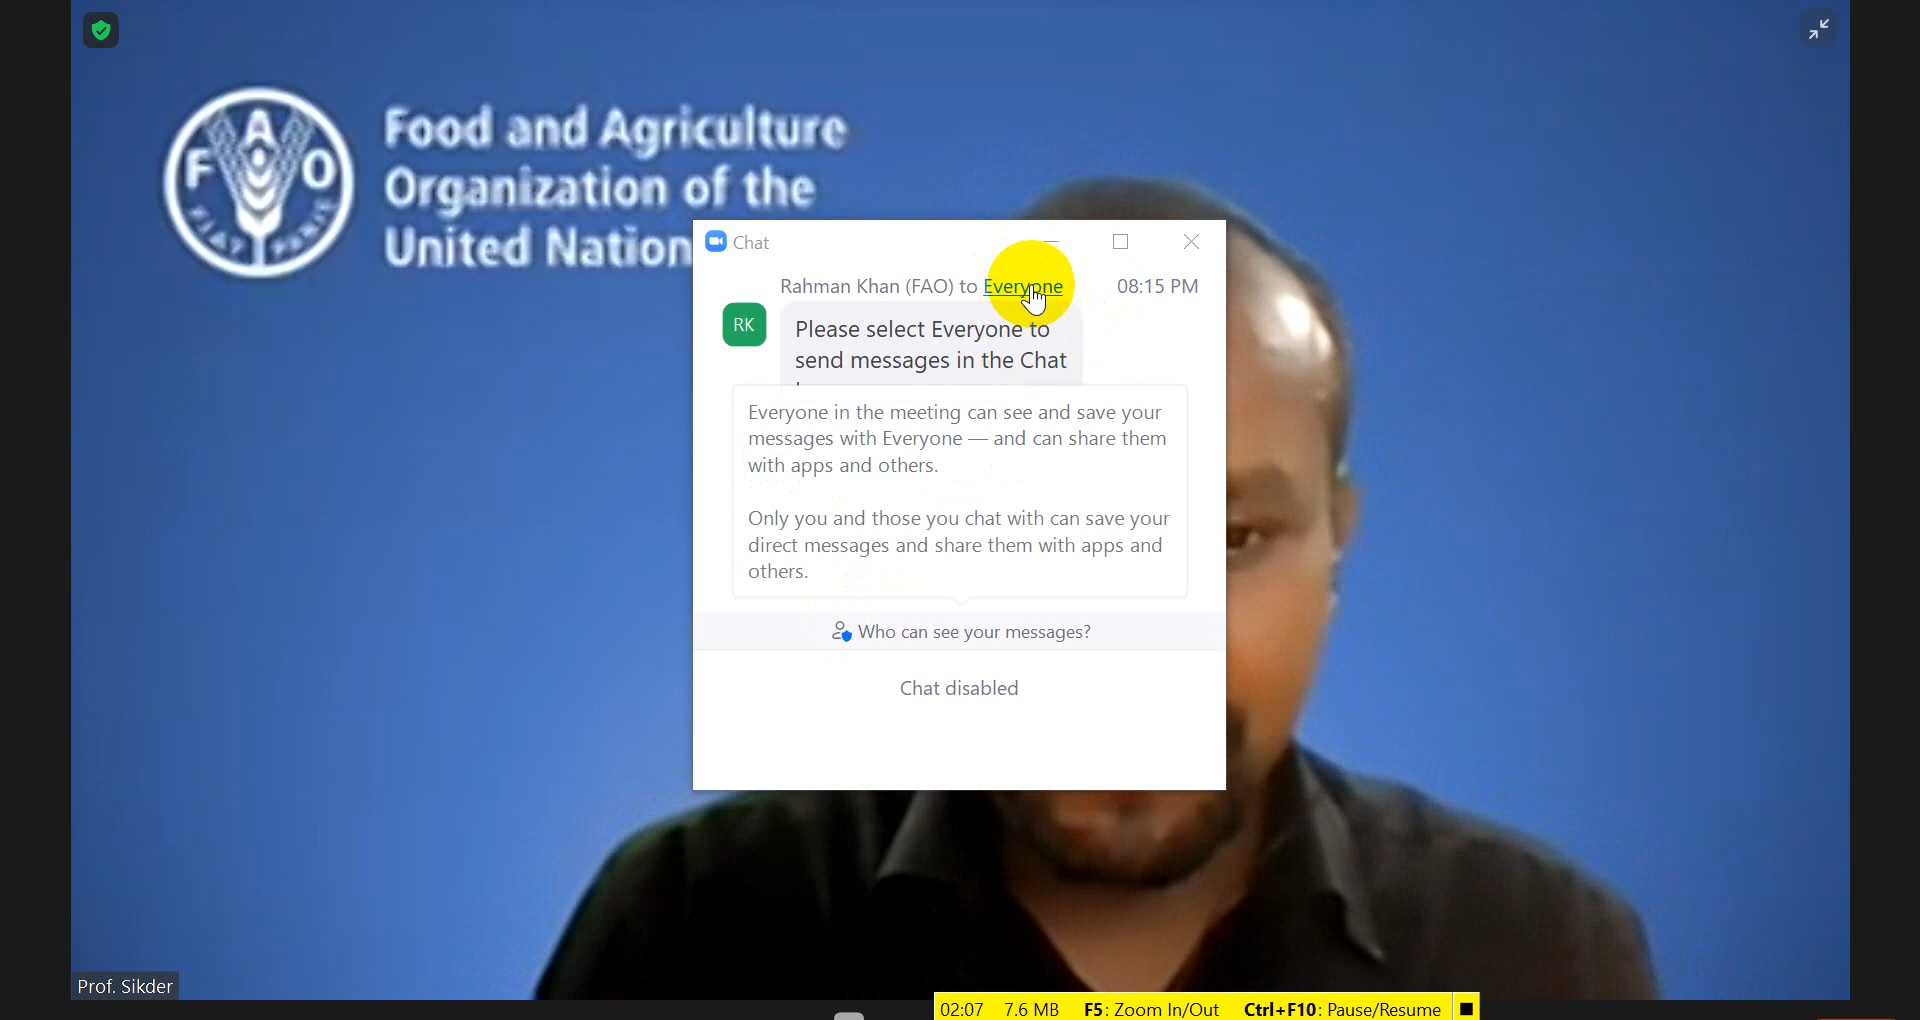 F A O
FIAT PANIS
Food and Agriculture
Organization of the
United Nation
Chat
Rahman Khan (FAO) to Everyone 08:15 PM
RK
Please select Everyone to
send messages in the Chat
Everyone in the meeting can see and save your
messages with Everyone — and can share them
with apps and others.
Only you and those you chat with can save your
direct messages and share them with apps and
others.
Who can see your messages?
Chat disabled
Prof. Sikder
02:07 7.6 MB F5: Zoom In/Out Ctrl+F10: Pause/Resume